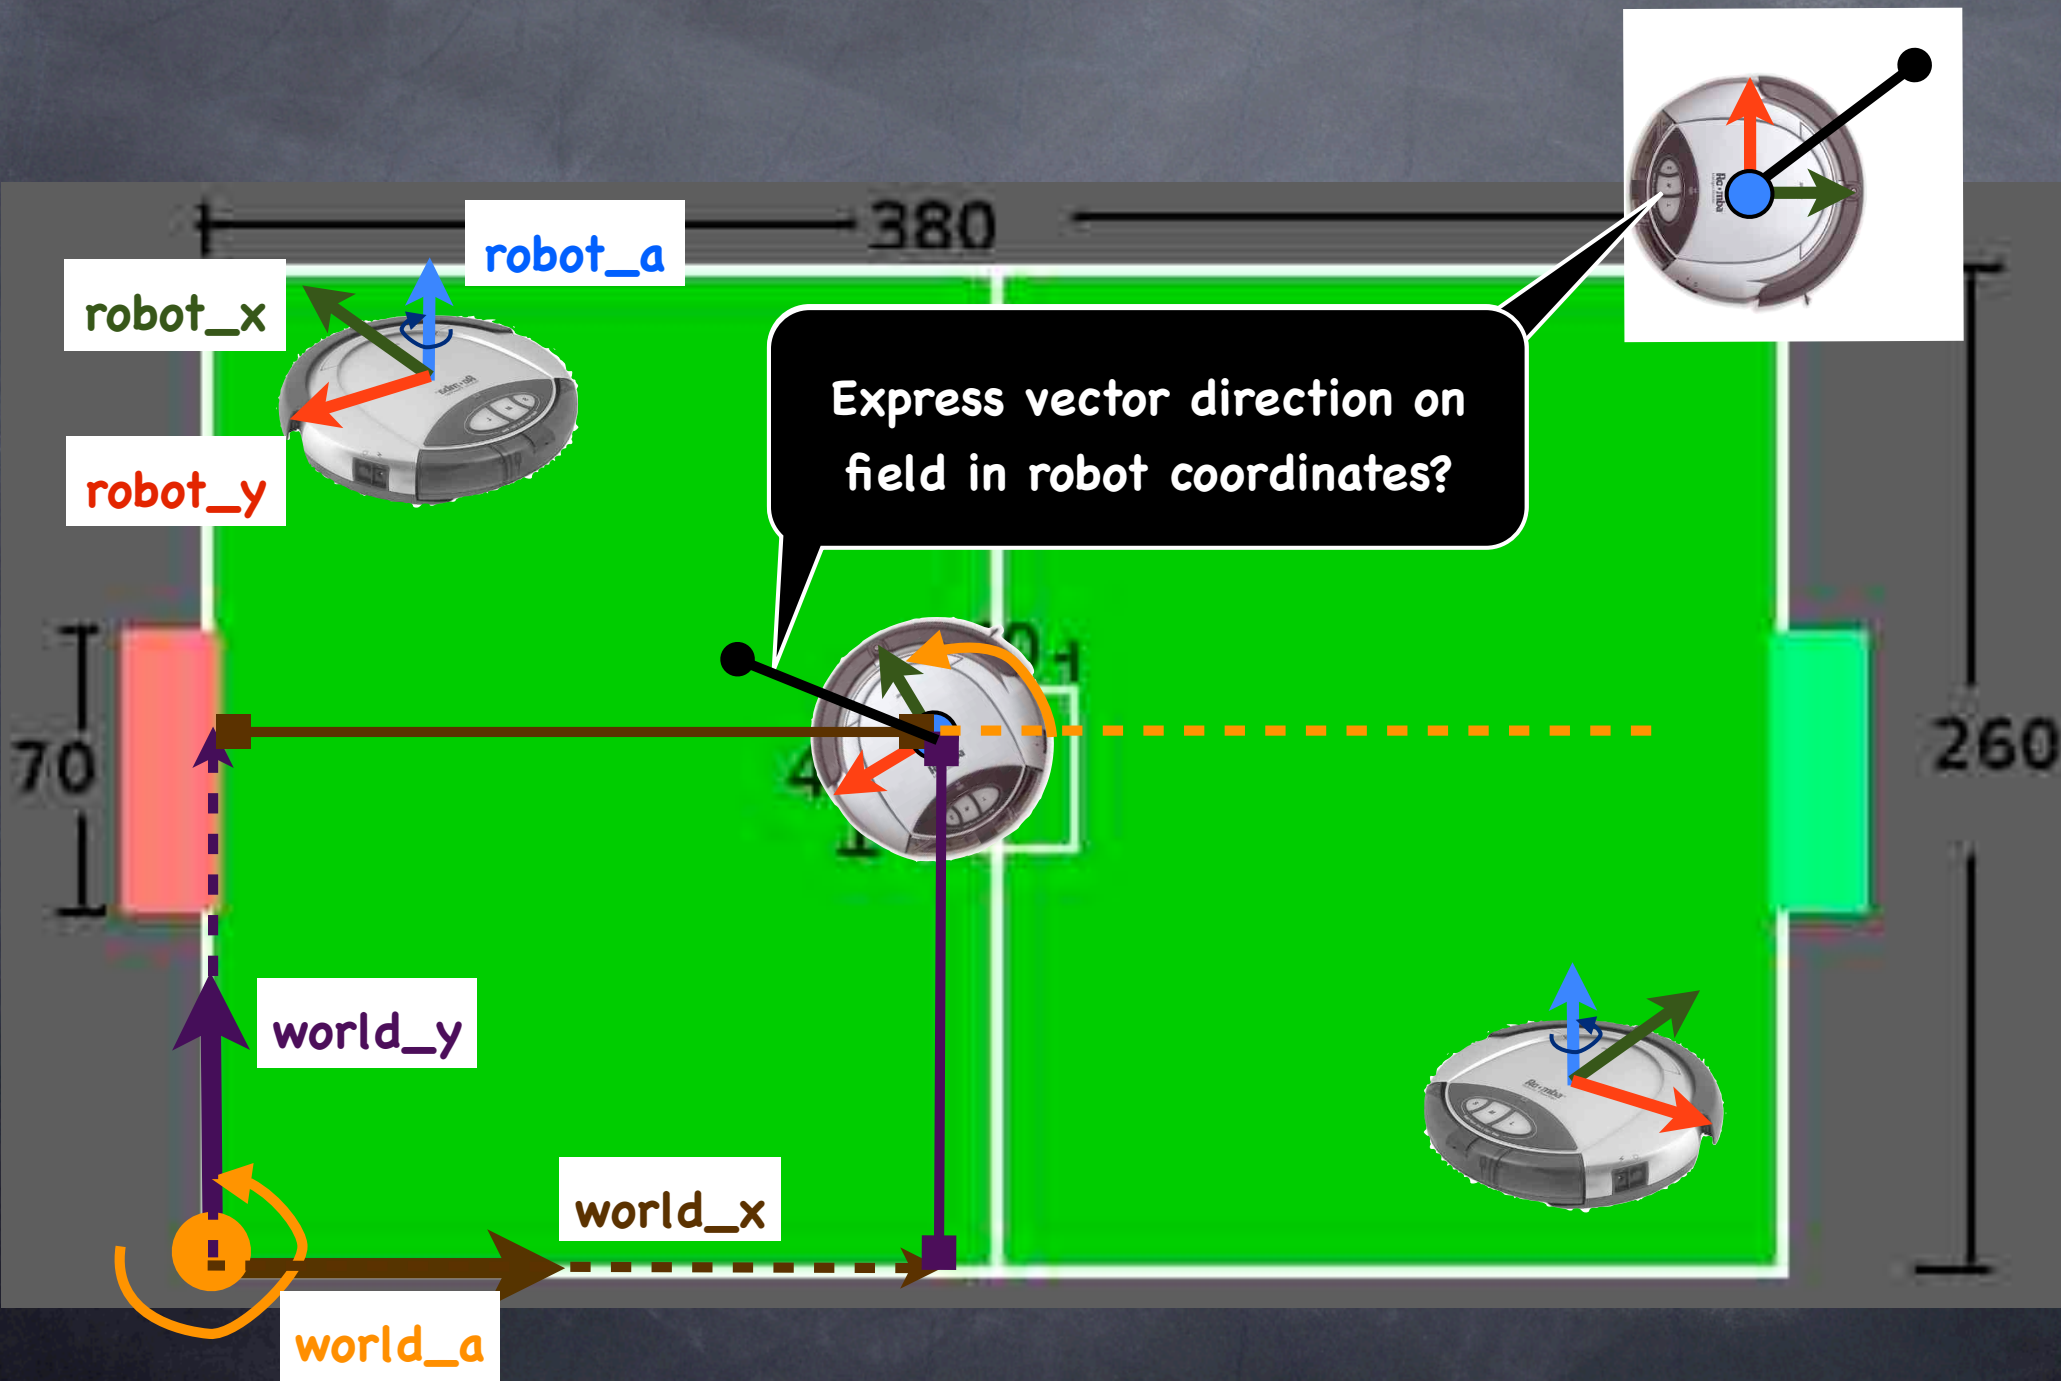 380
robot_a
robot_x
robot_y
Express vector direction on
field in robot coordinates?
70
260
world_y
world_x
world_a